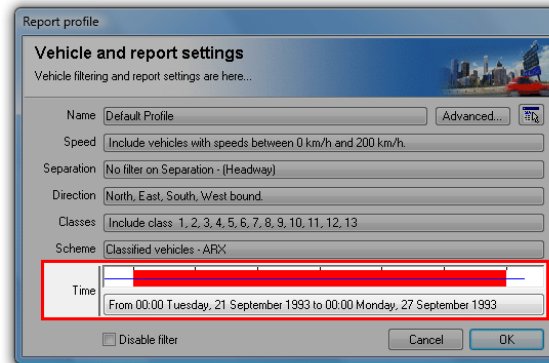 Report profile
Vehicle and report settings
Vehicle filtering and report settings are here...
Name Default Profile Advanced...
Speed Include vehicles with speeds between 0 km/h and 200 km/h.
Separation No filter on Separation - (Headway)
Direction North, East, South, West bound.
Classes Include class 1, 2, 3, 4, 5, 6, 7, 8, 9, 10, 11, 12, 13
Scheme Classified vehicles - ARX
Time
From 00:00 Tuesday, 21 September 1993 to 00:00 Monday, 27 September 1993
Disable filter Cancel OK